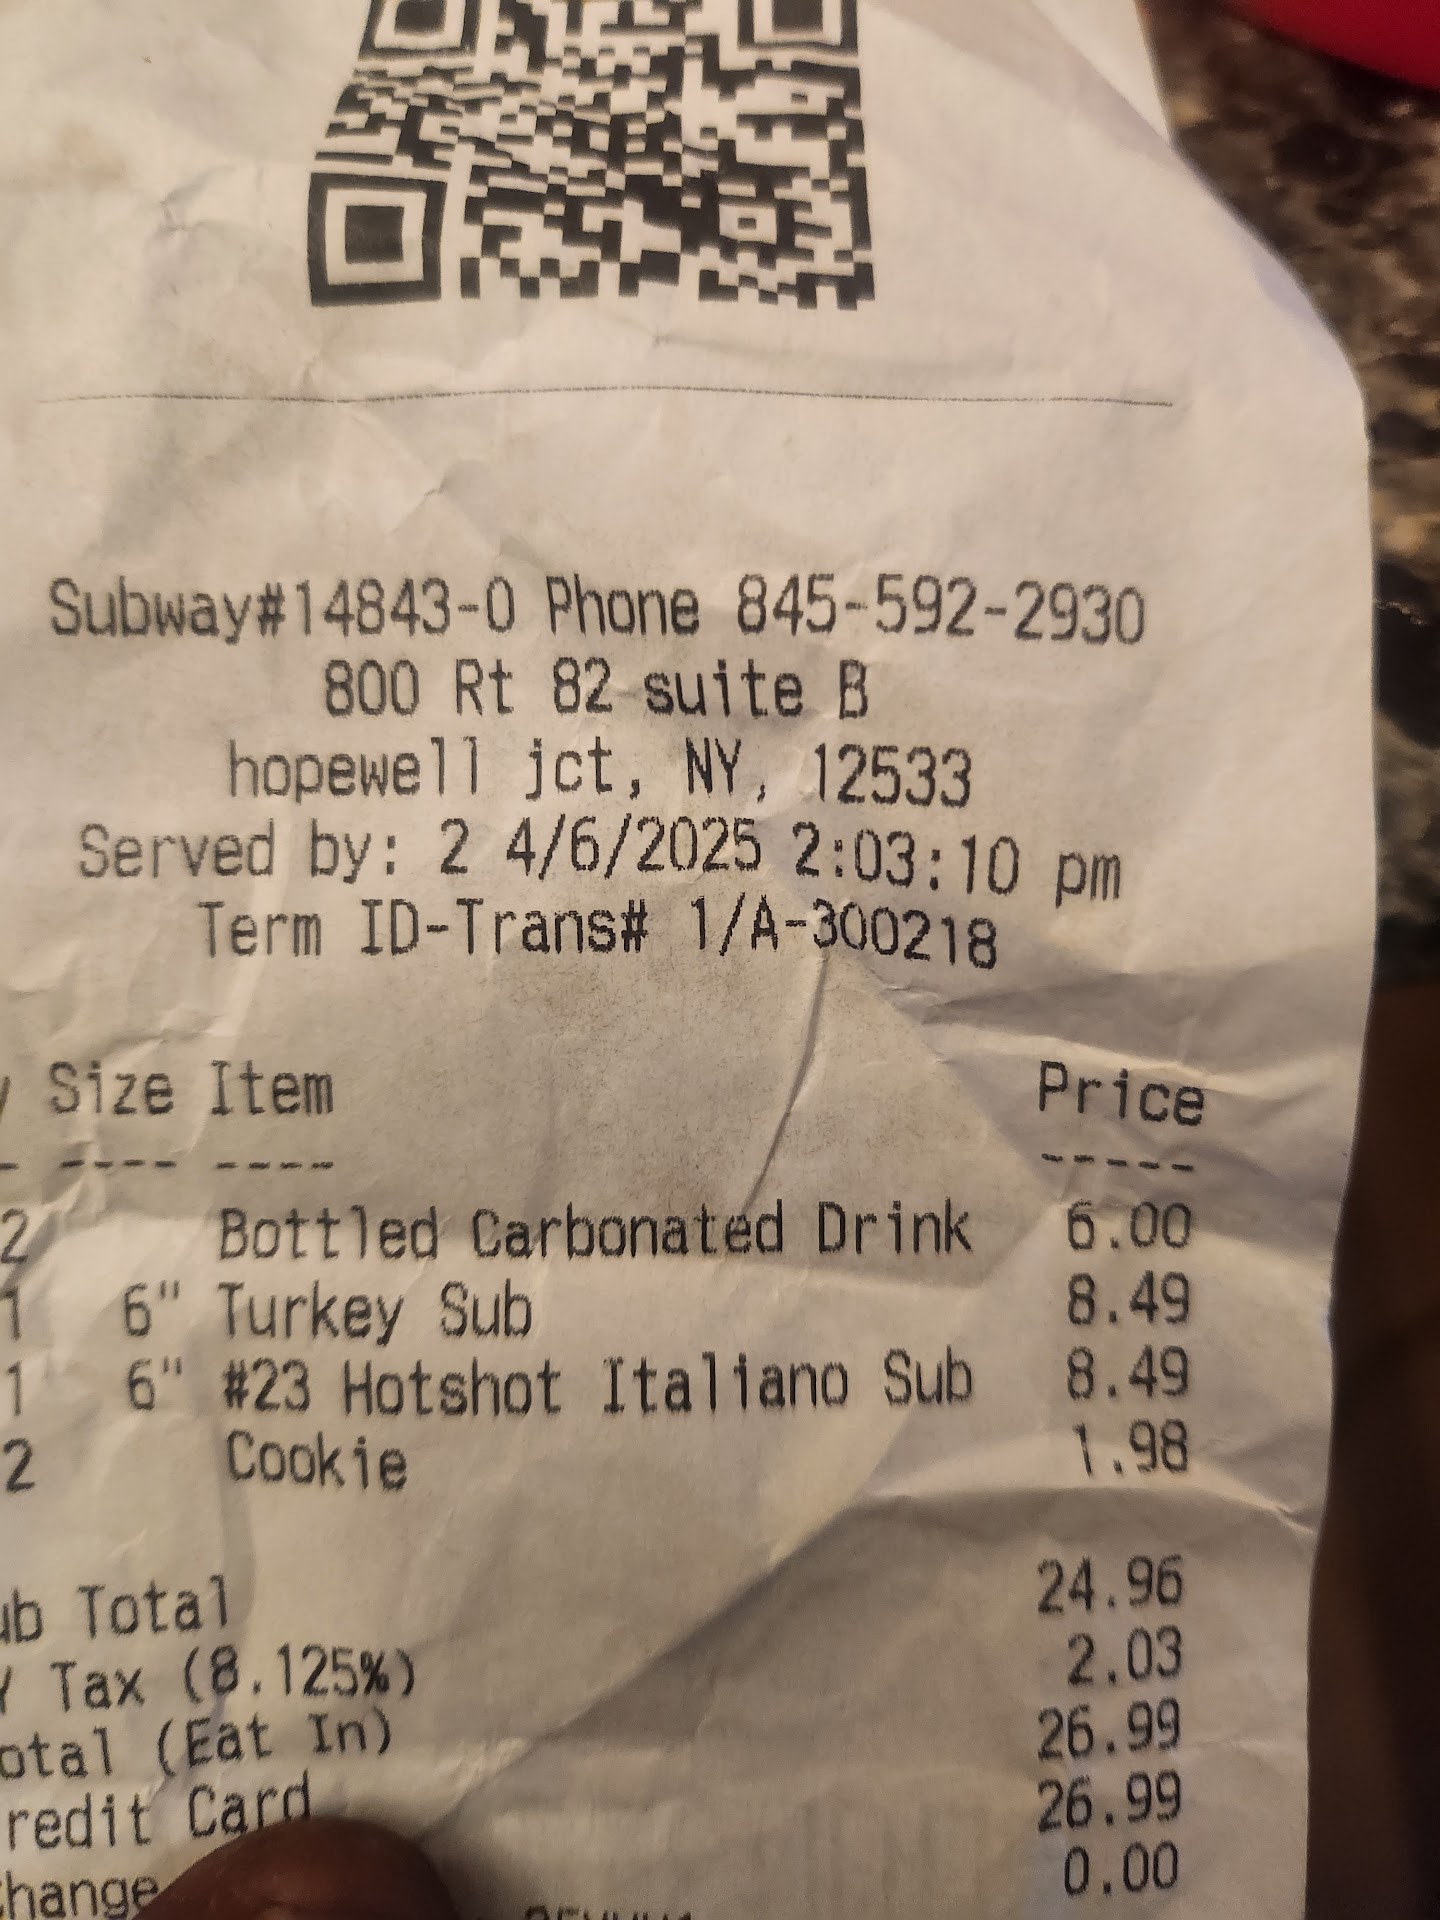 Subway#14843-0 Phone 845-592-2930
800 Rt 82 suite B
hopewell jct, NY, 12533
Served by: 2 4/6/2025 2:03:10 pm
Term ID-Trans# 1/A-300218
y Size Item Price
- ---- ---- -----
2 Bottled Carbonated Drink 6.00
1 6" Turkey Sub 8.49
1 6" #23 Hotshot Italiano Sub 8.49
2 Cookie 1.98
ub Total 24.96
Y Tax (8.125%) 2.03
otal (Eat In) 26.99
redit Card 26.99
hange 0.00